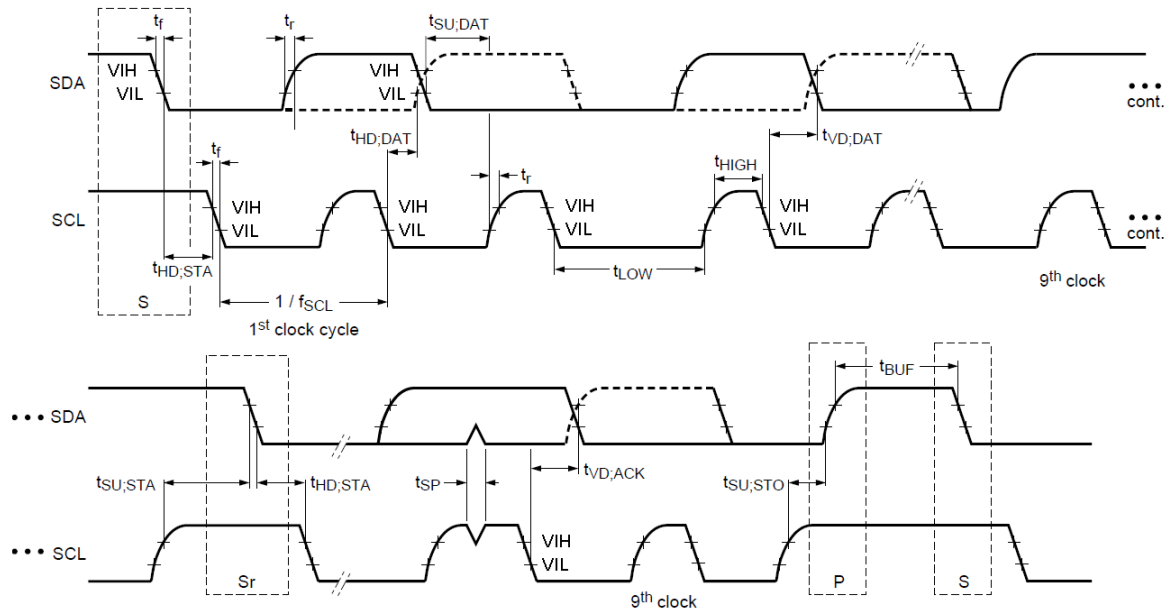 tf
tr
tSU;DAT
SDA
VIH
VIL
VIH
VIL
cont.
tHD;DAT
tVD;DAT
tf
tr
tHIGH
SCL
VIH
VIL
VIH
VIL
VIH
VIL
VIH
VIL
cont.
tHD;STA
tLOW
S
1 / fSCL
9th clock
1st clock cycle
tBUF
SDA
tSU;STA
tHD;STA
tSP
tVD;ACK
tSU;STO
SCL
VIH
VIL
Sr
9th clock
P
S